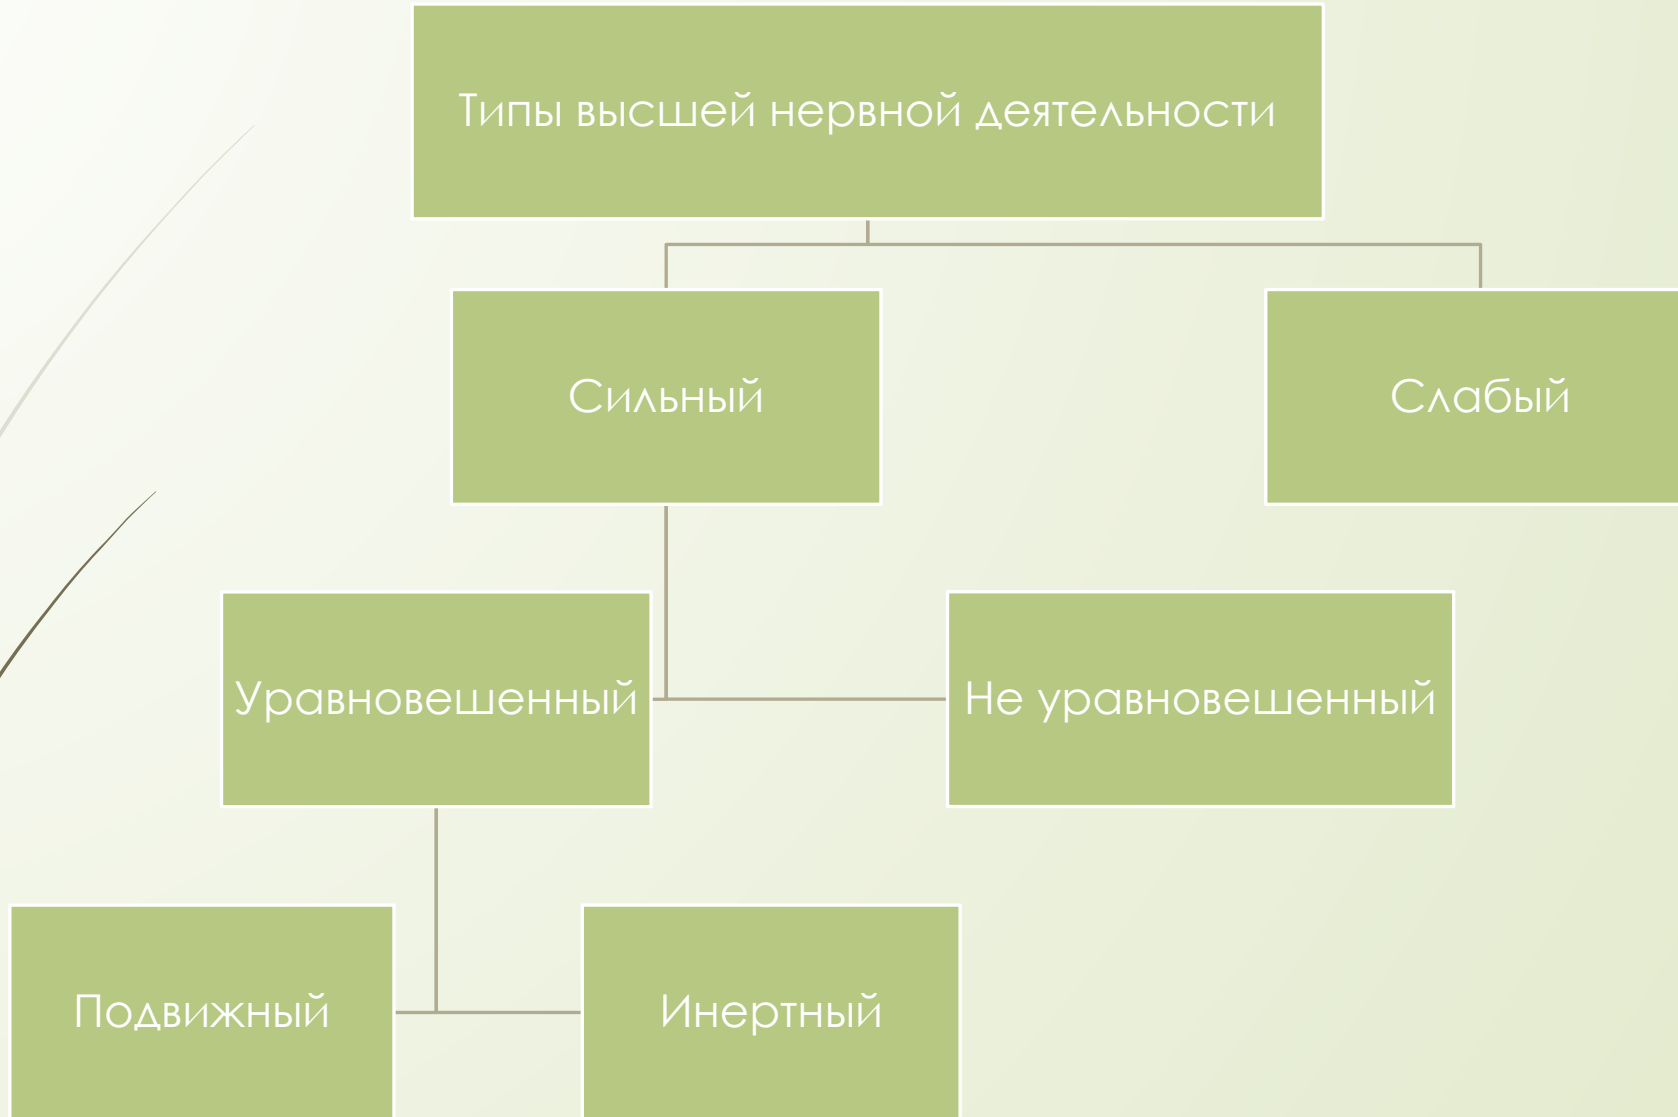 Типы высшей нервной деятельности
Сильный
Слабый
Уравновешенный
Не уравновешенный
Подвижный
Инертный